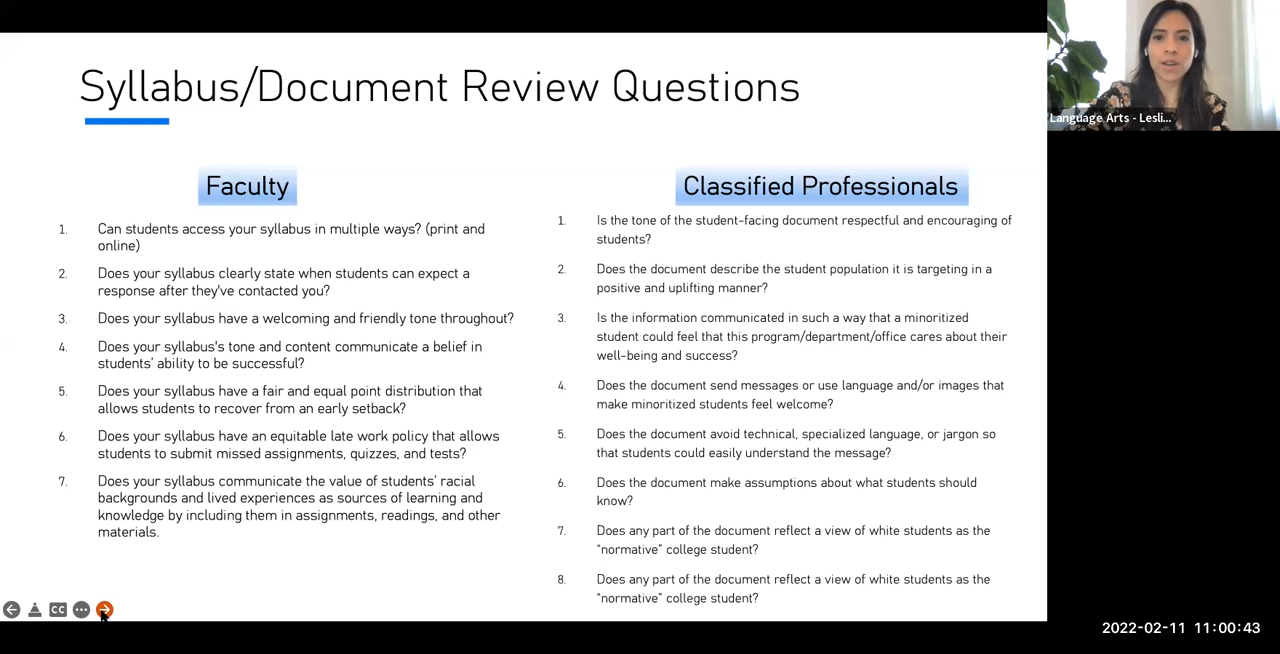 Syllabus/Document Review Questions
Faculty
1. Can students access your syllabus in multiple ways? (print and
online)
2. Does your syllabus clearly state when students can expect a
response after they've contacted you?
3. Does your syllabus have a welcoming and friendly tone throughout?
4. Does your syllabus's tone and content communicate a belief in
students' ability to be successful?
5. Does your syllabus have a fair and equal point distribution that
allows students to recover from an early setback?
6. Does your syllabus have an equitable late work policy that allows
students to submit missed assignments, quizzes, and tests?
7. Does your syllabus communicate the value of students' racial
backgrounds and lived experiences as sources of learning and
knowledge by including them in assignments, readings, and other
materials.
Classified Professionals
1. Is the tone of the student-facing document respectful and encouraging of
students?
2. Does the document describe the student population it is targeting in a
positive and uplifting manner?
3. Is the information communicated in such a way that a minoritized
student could feel that this program/department/office cares about their
well-being and success?
4. Does the document send messages or use language and/or images that
make minoritized students feel welcome?
5. Does the document avoid technical, specialized language, or jargon so
that students could easily understand the message?
6. Does the document make assumptions about what students should
know?
7. Does any part of the document reflect a view of white students as the
"normative" college student?
8. Does any part of the document reflect a view of white students as the
"normative" college student?
Language Arts - Lesli...
CC
2022-02-11 11:00:43